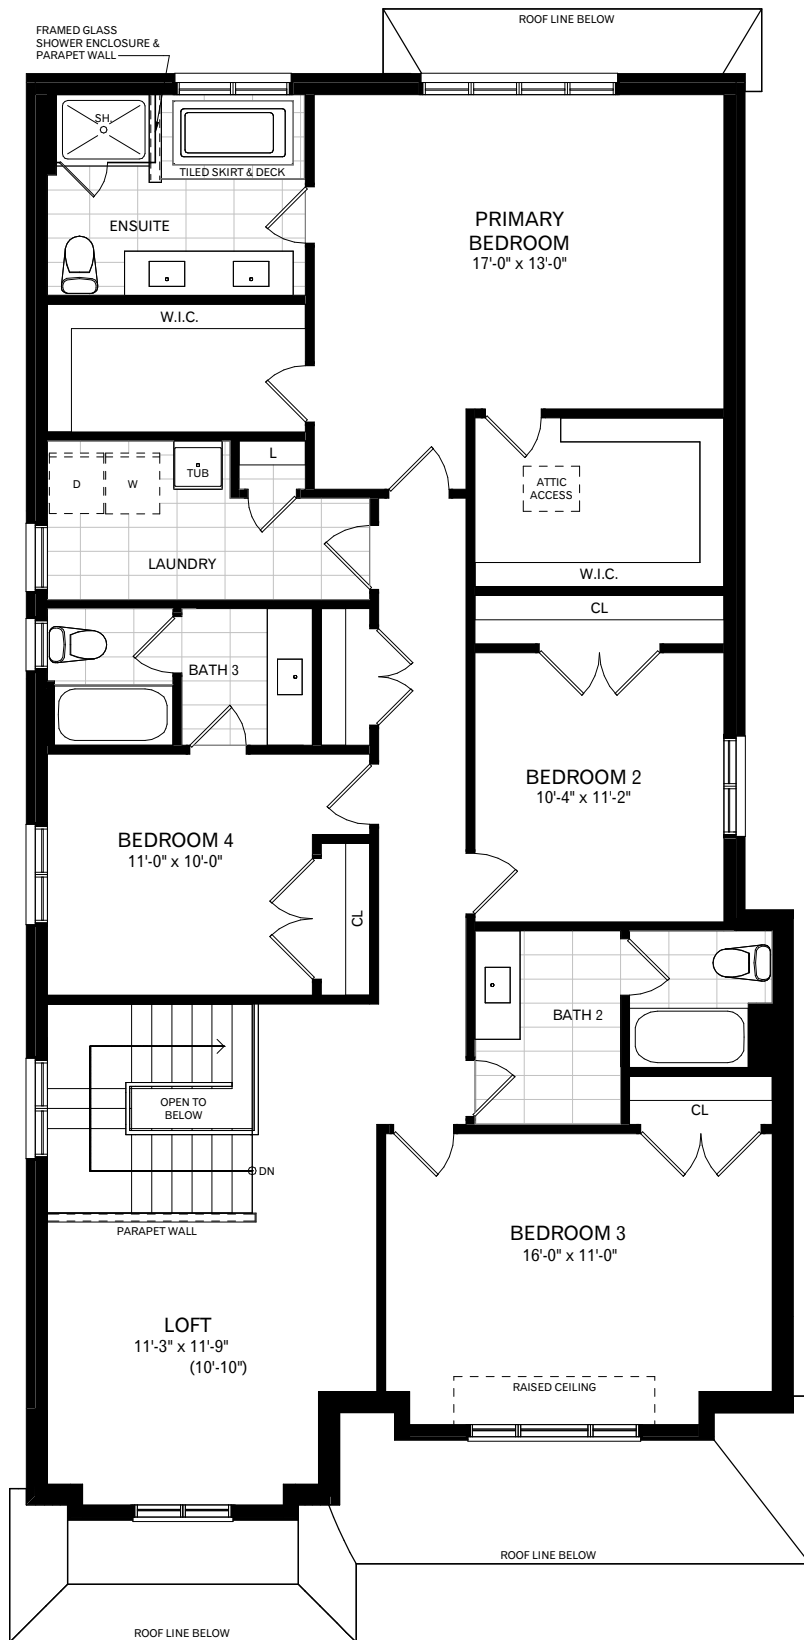 FRAMED GLASS
SHOWER ENCLOSURE &
PARAPET WALL
ROOF LINE BELOW
SH.
TILED SKIRT & DECK
ENSUITE
PRIMARY
BEDROOM
17'-0" x 13'-0"
W.I.C.
L
D
W
TUB
ATTIC
ACCESS
LAUNDRY
W.I.C.
CL
BATH 3
BEDROOM 2
10'-4" x 11'-2"
BEDROOM 4
11'-0" x 10'-0"
CL
BATH 2
OPEN TO
BELOW
CL
DN
PARAPET WALL
BEDROOM 3
16'-0" x 11'-0"
LOFT
11'-3" x 11'-9"
(10'-10")
RAISED CEILING
ROOF LINE BELOW
ROOF LINE BELOW